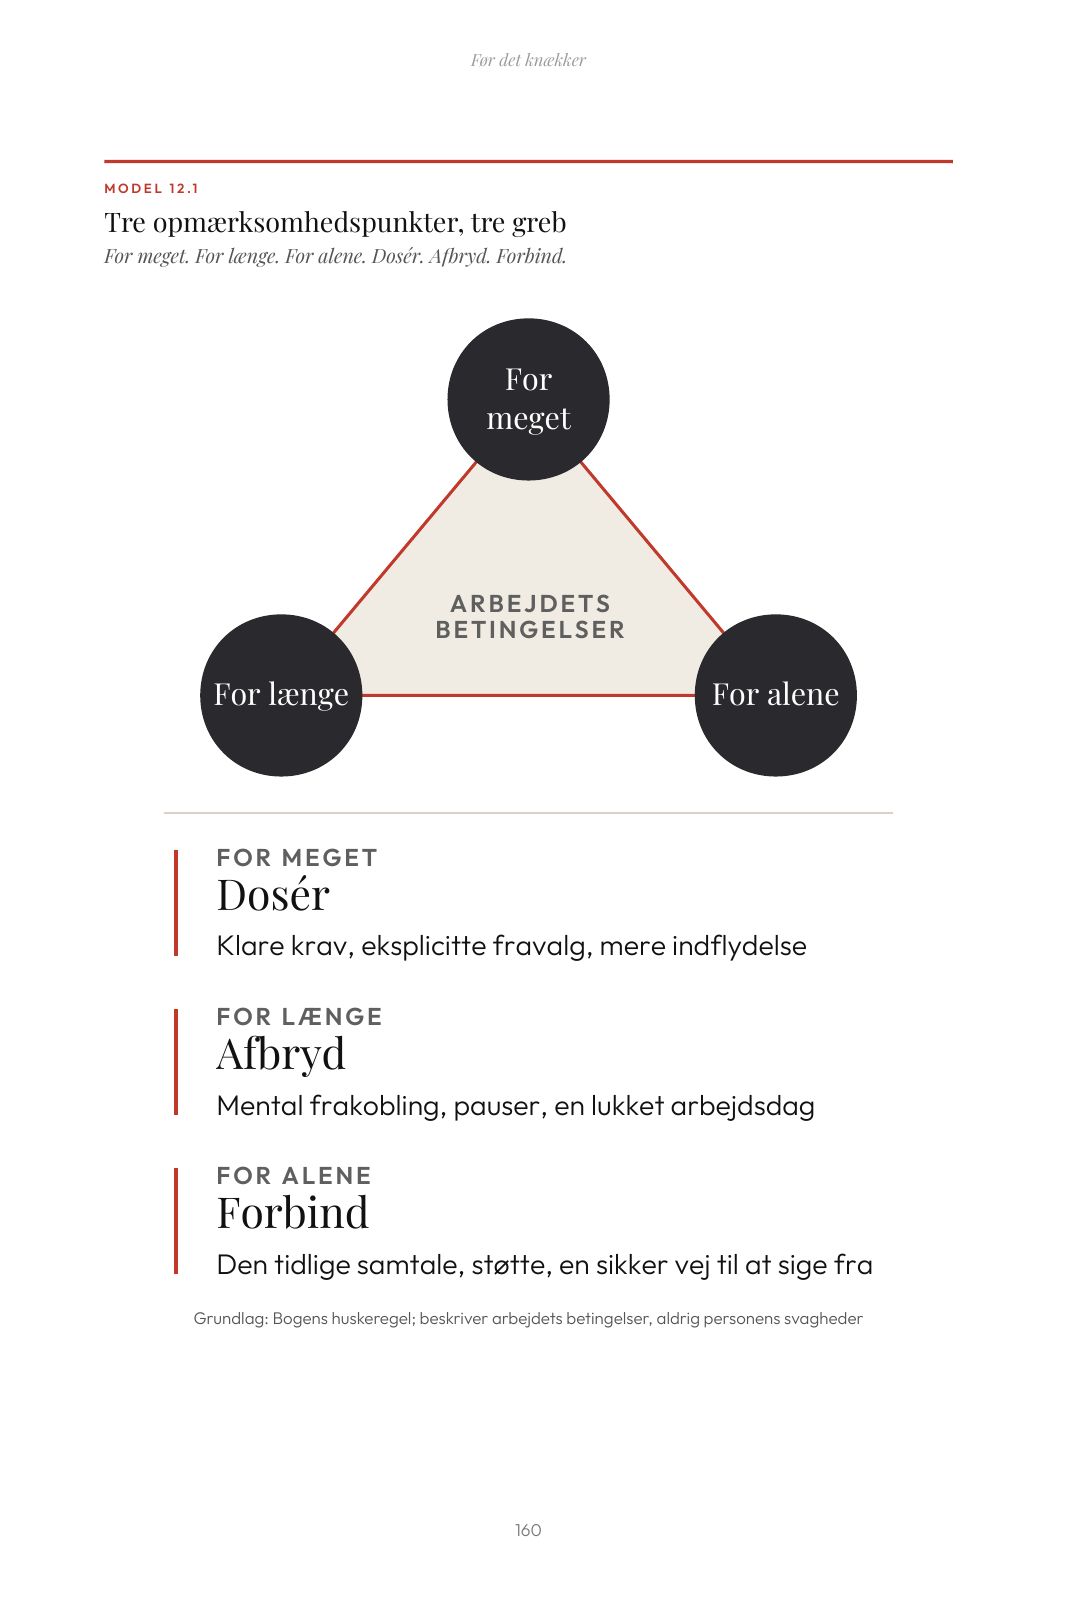 Før det knækker
MODEL 12.1
Tre opmærksomhedspunkter, tre greb
For meget. For længe. For alene. Dosér. Afbryd. Forbind.
For
meget
ARBEJDETS
BETINGELSER
For længe
For alene
FOR MEGET
Dosér
Klare krav, eksplicitte fravalg, mere indflydelse
FOR LÆNGE
Afbryd
Mental frakobling, pauser, en lukket arbejdsdag
FOR ALENE
Forbind
Den tidlige samtale, støtte, en sikker vej til at sige fra
Grundlag: Bogens huskeregel; beskriver arbejdets betingelser, aldrig personens svagheder
160